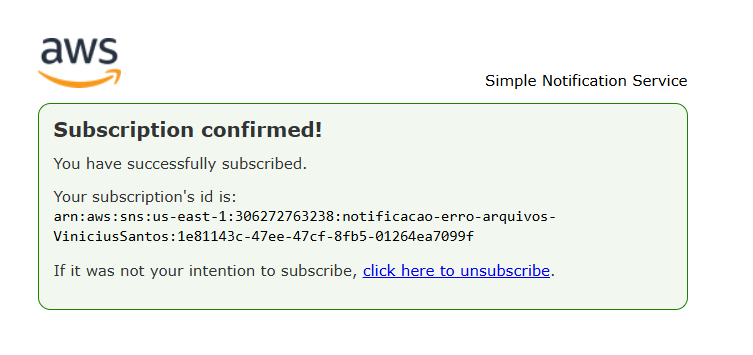 aws
Simple Notification Service
Subscription confirmed!
You have successfully subscribed.
Your subscription's id is:
arn:aws:sns:us-east-1:306272763238:notificacao-erro-arquivos-
ViniciusSantos:1e81143c-47ee-47cf-8fb5-01264ea7099f
If it was not your intention to subscribe, click here to unsubscribe.